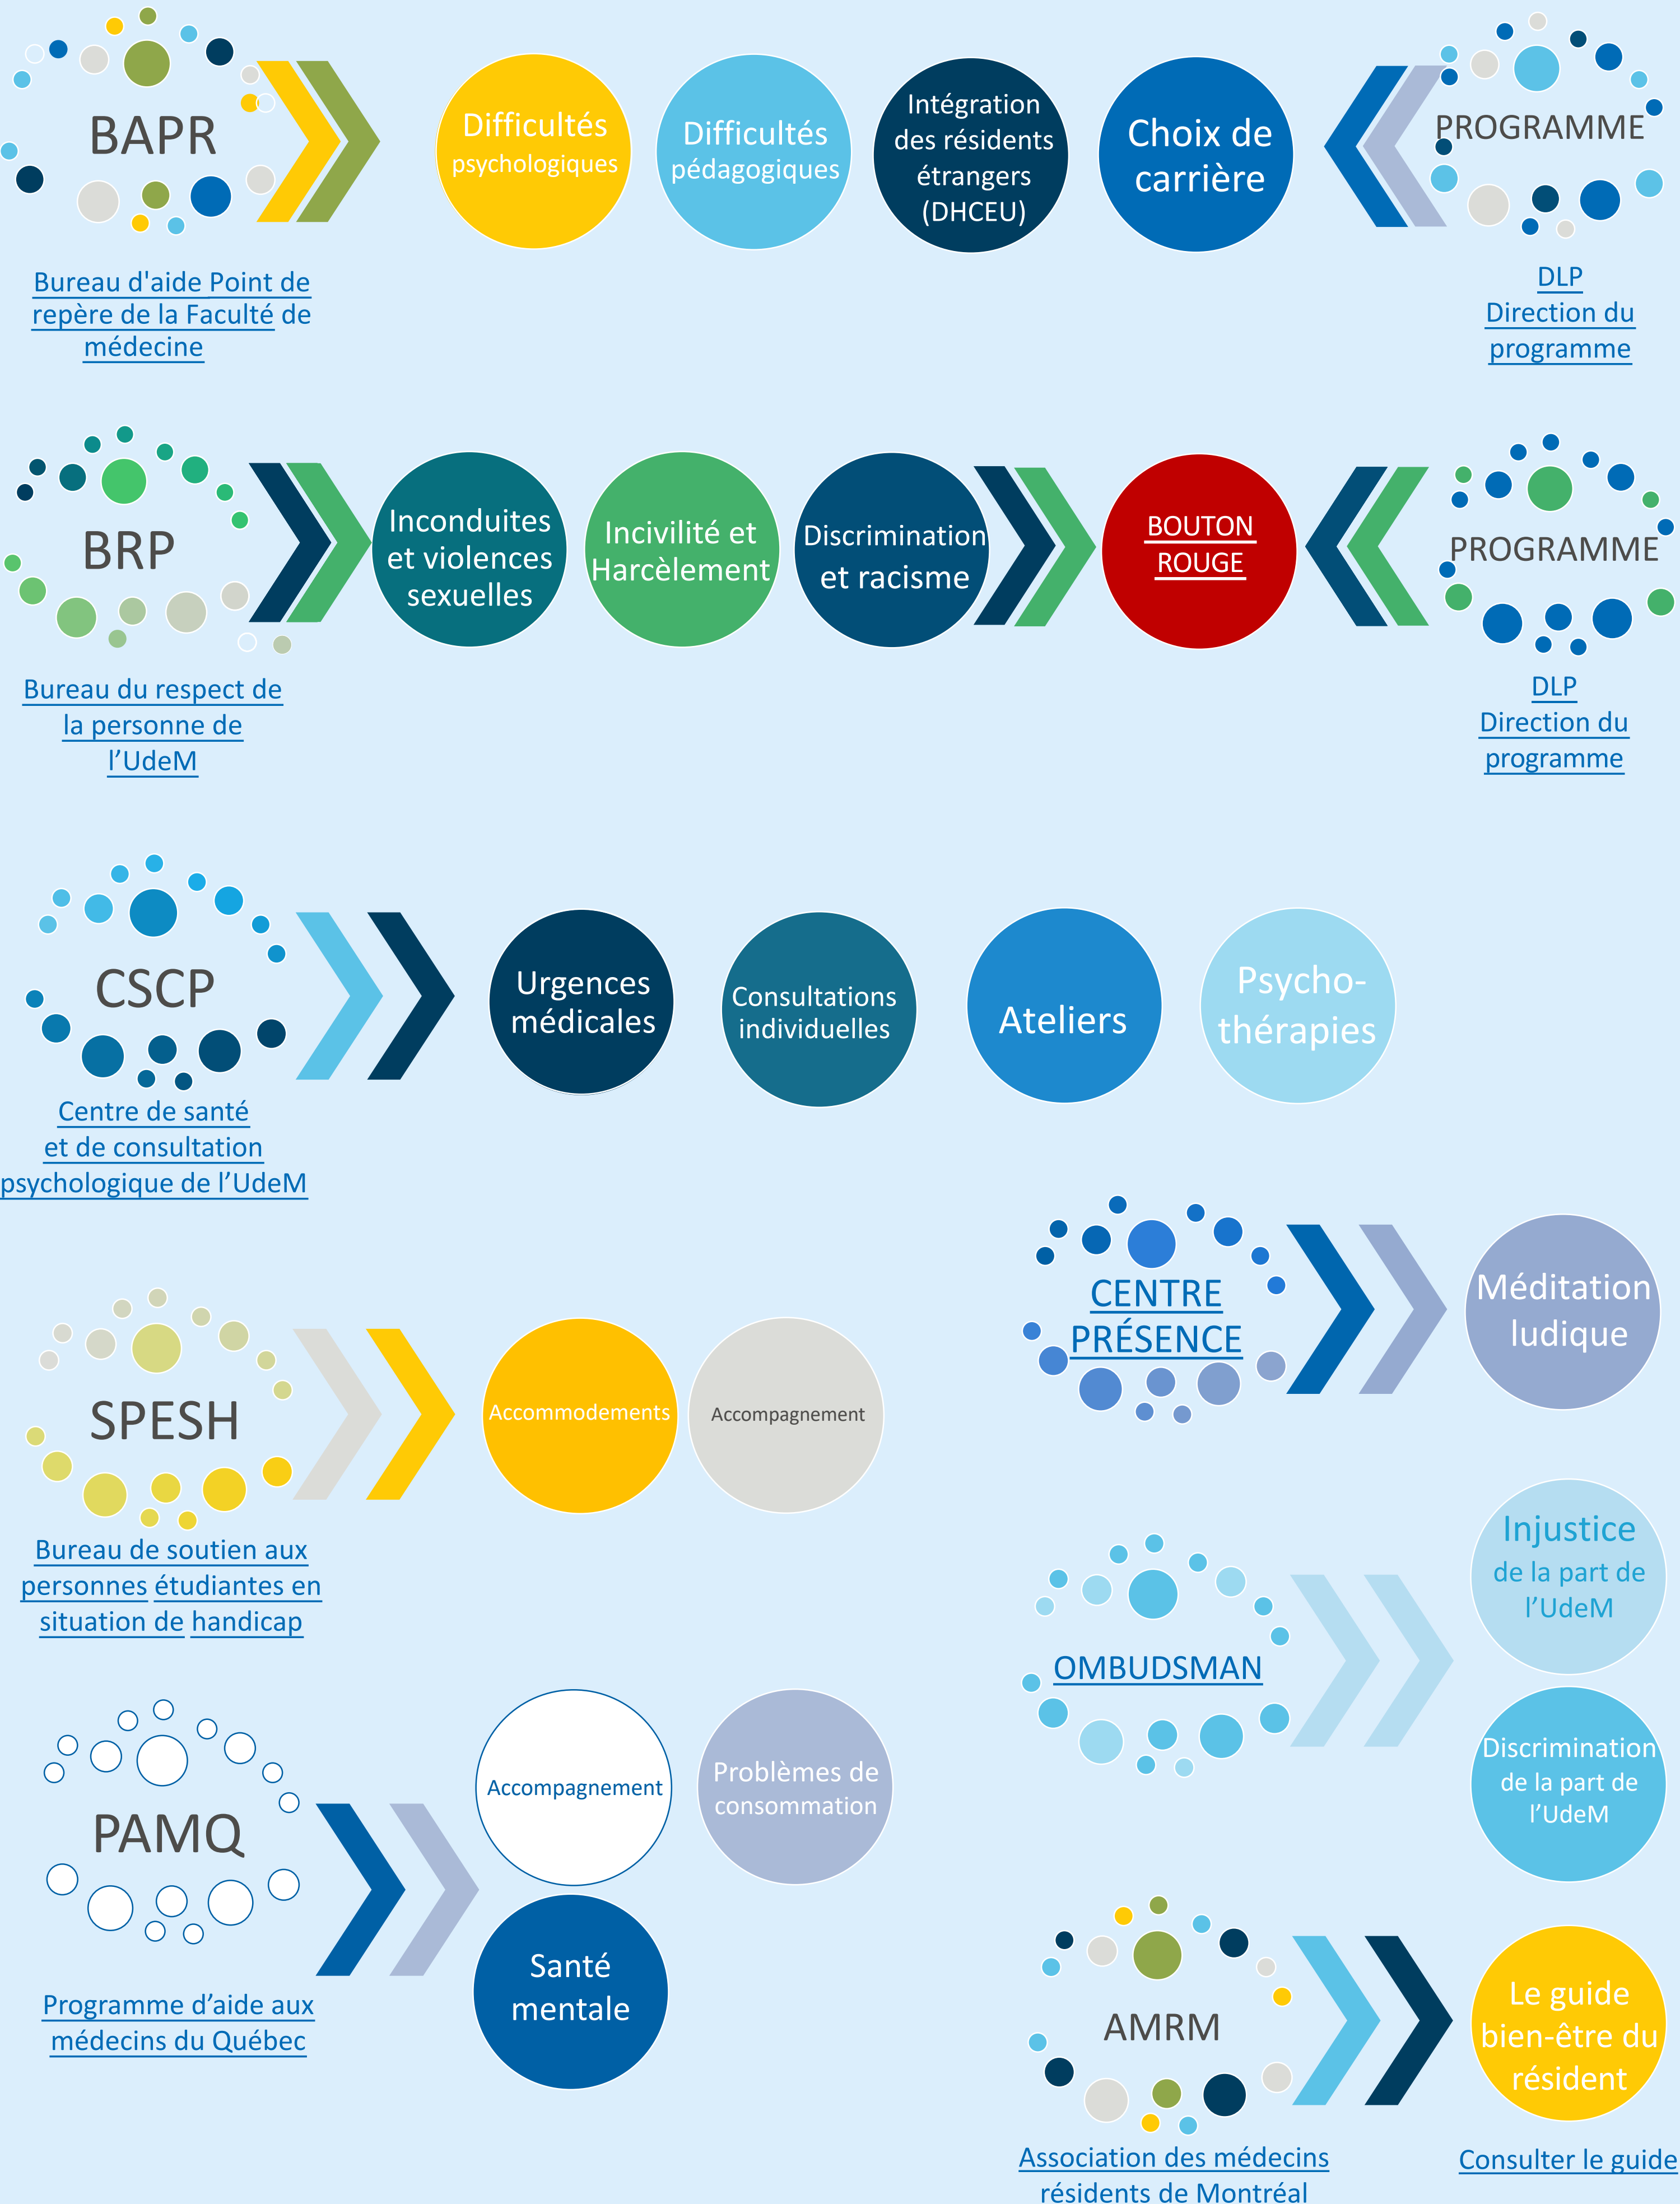 BAPR
Difficultés
psychologiques
Difficultés
pédagogiques
Intégration
des résidents
étrangers
(DHCEU)
Choix de
carrière
PROGRAMME
Bureau d'aide Point de
repère de la Faculté de
médecine
DLP
Direction du
programme
BRP
Inconduites
et violences
sexuelles
Incivilité et
Harcèlement
Discrimination
et racisme
BOUTON
ROUGE
PROGRAMME
Bureau du respect de
la personne de
l’UdeM
DLP
Direction du
programme
CSCP
Urgences
médicales
Consultations
individuelles
Ateliers
Psycho-
thérapies
Centre de santé
et de consultation
psychologique de l’UdeM
CENTRE
PRÉSENCE
Méditation
ludique
SPESH
Accommodements
Accompagnement
Bureau de soutien aux
personnes étudiantes en
situation de handicap
OMBUDSMAN
Injustice
de la part de
l’UdeM
Discrimination
de la part de
l’UdeM
PAMQ
Accompagnement
Problèmes de
consommation
Santé
mentale
Programme d’aide aux
médecins du Québec
AMRM
Le guide
bien-être du
résident
Association des médecins
résidents de Montréal
Consulter le guide